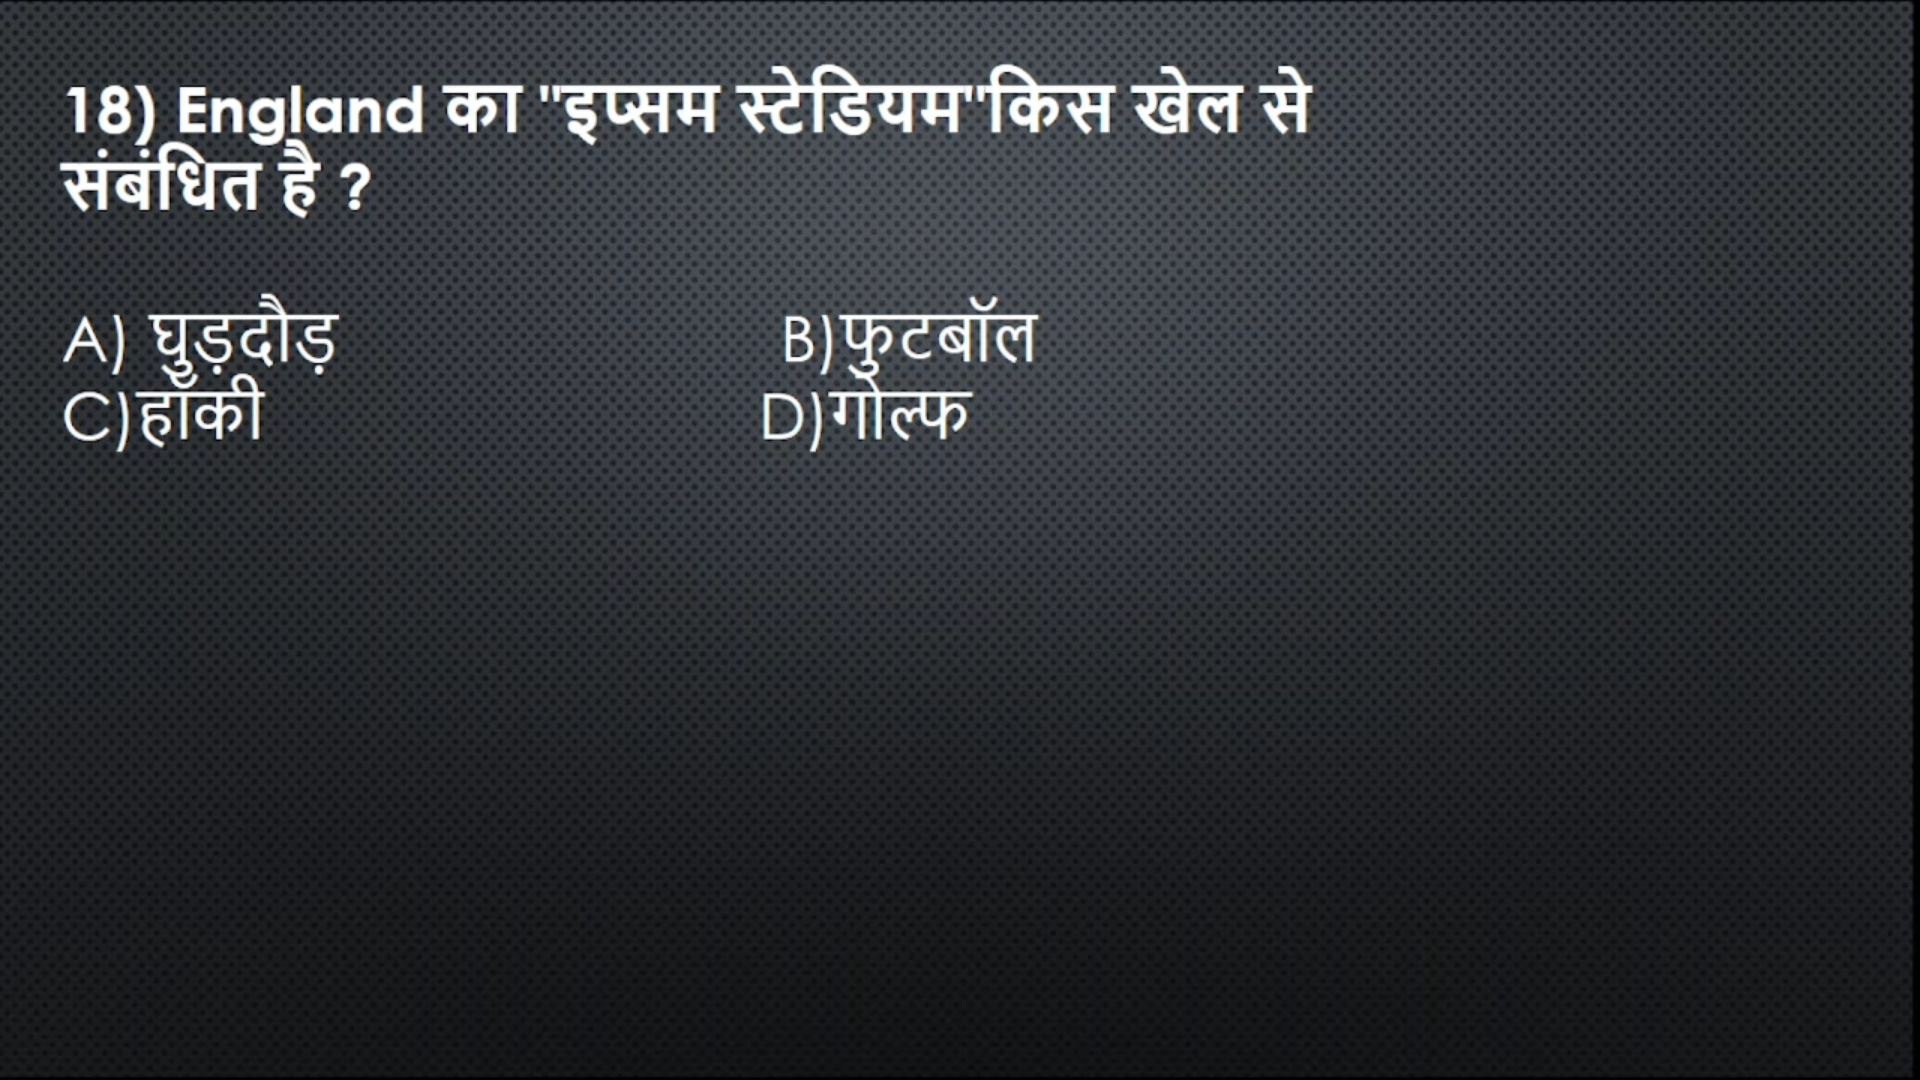 18) England का "इप्सम स्टेडियम"किस खेल से
संबंधित है ?
A) घुड़दौड़ B)फुटबॉल
C)हॉकी D)गोल्फ